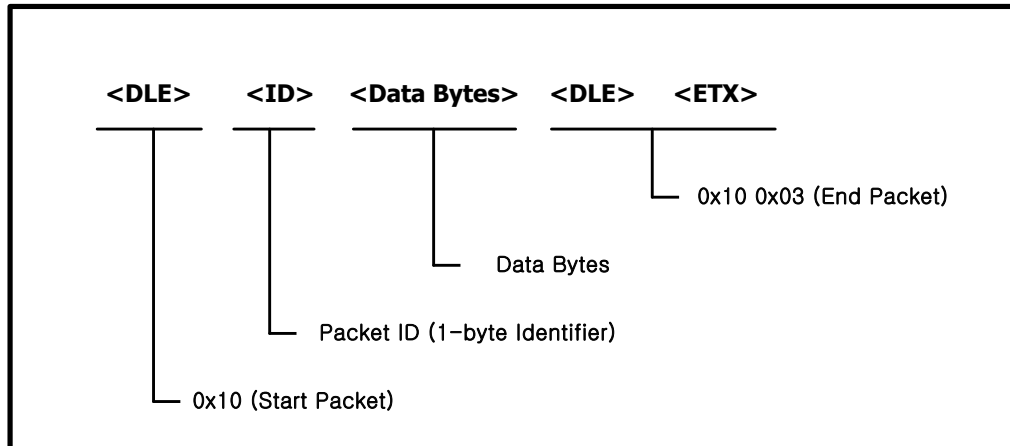 <DLE> <ID> <Data Bytes> <DLE> <ETX>
0x10 0x03 (End Packet)
Data Bytes
Packet ID (1-byte Identifier)
0x10 (Start Packet)